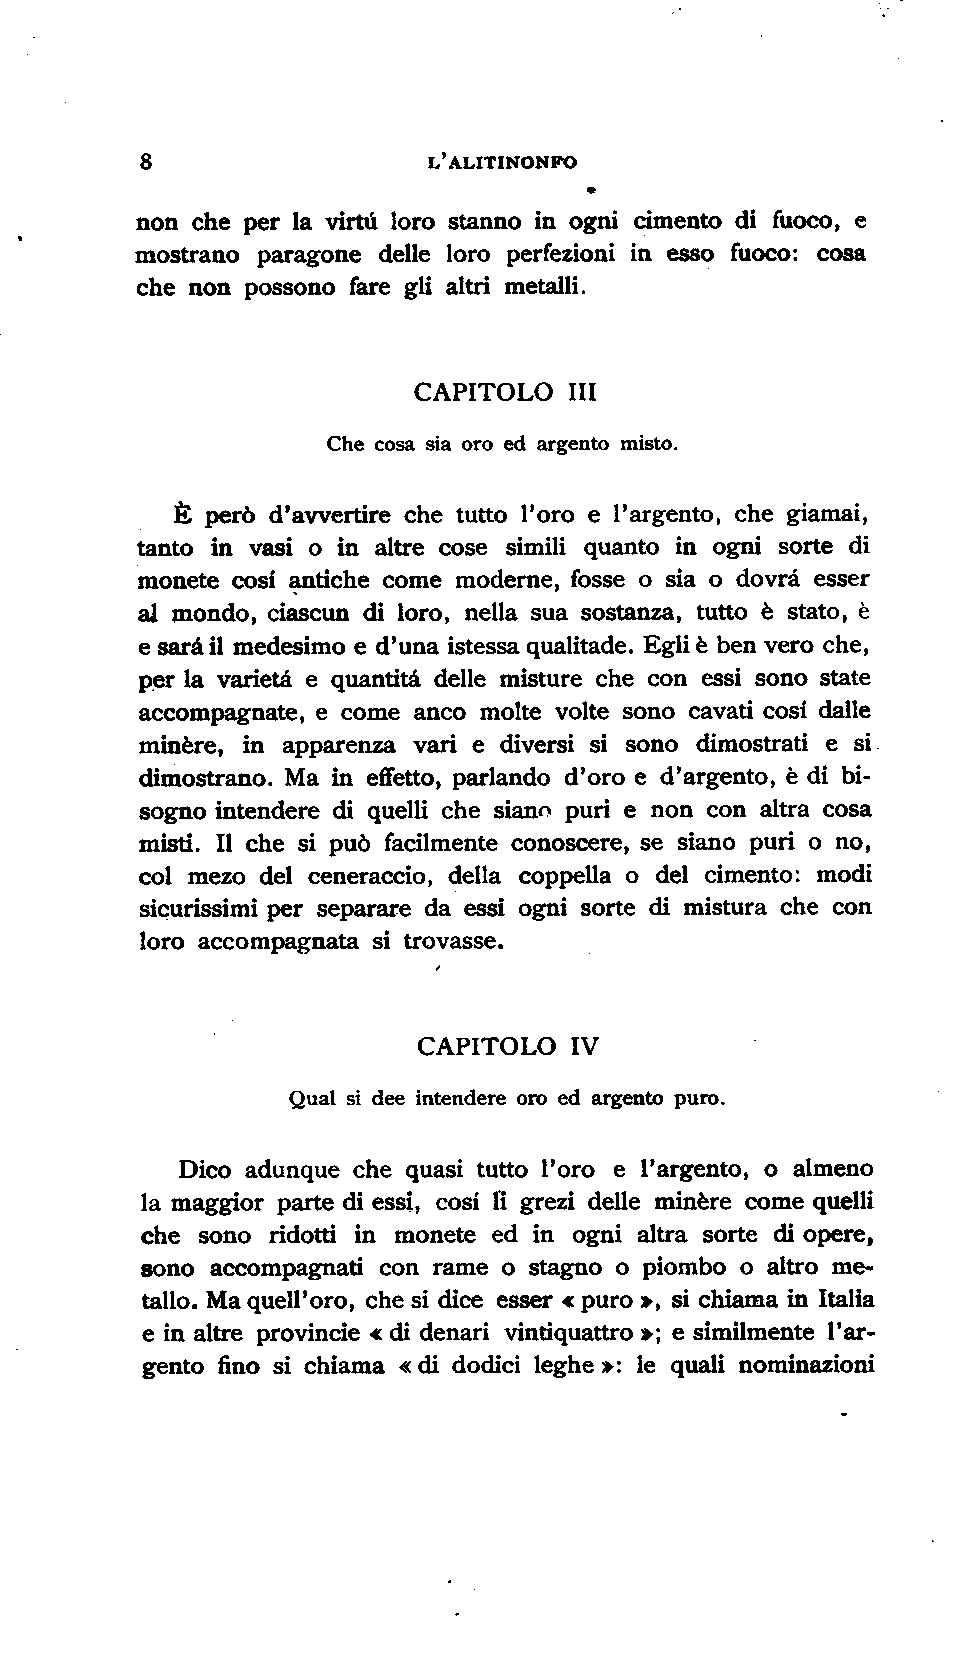 8 L'ALITINONFO
non che per la virtú loro stanno in ogni cimento di fuoco, e
mostrano paragone delle loro perfezioni in esso fuoco: cosa
che non possono fare gli altri metalli.
CAPITOLO III
Che cosa sia oro ed argento misto.
È però d'avvertire che tutto l'oro e l'argento, che giamai,
tanto in vasi o in altre cose simili quanto in ogni sorte di
monete cosí antiche come moderne, fosse o sia o dovrá esser
al mondo, ciascun di loro, nella sua sostanza, tutto è stato, è
e sará il medesimo e d'una istessa qualitade. Egli è ben vero che,
per la varietá e quantitá delle misture che con essi sono state
accompagnate, e come anco molte volte sono cavati cosí dalle
minère, in apparenza vari e diversi si sono dimostrati e si
dimostrano. Ma in effetto, parlando d'oro e d'argento, è di bi-
sogno intendere di quelli che siano puri e non con altra cosa
misti. Il che si può facilmente conoscere, se siano puri o no,
col mezo del ceneraccio, della coppella o del cimento: modi
sicurissimi per separare da essi ogni sorte di mistura che con
loro accompagnata si trovasse.
CAPITOLO IV
Qual si dee intendere oro ed argento puro.
Dico adunque che quasi tutto l'oro e l'argento, o almeno
la maggior parte di essi, cosí li grezi delle minère come quelli
che sono ridotti in monete ed in ogni altra sorte di opere,
sono accompagnati con rame o stagno o piombo o altro me-
tallo. Ma quell'oro, che si dice esser « puro », si chiama in Italia
e in altre provincie « di denari vintiquattro »; e similmente l'ar-
gento fino si chiama « di dodici leghe »: le quali nominazioni